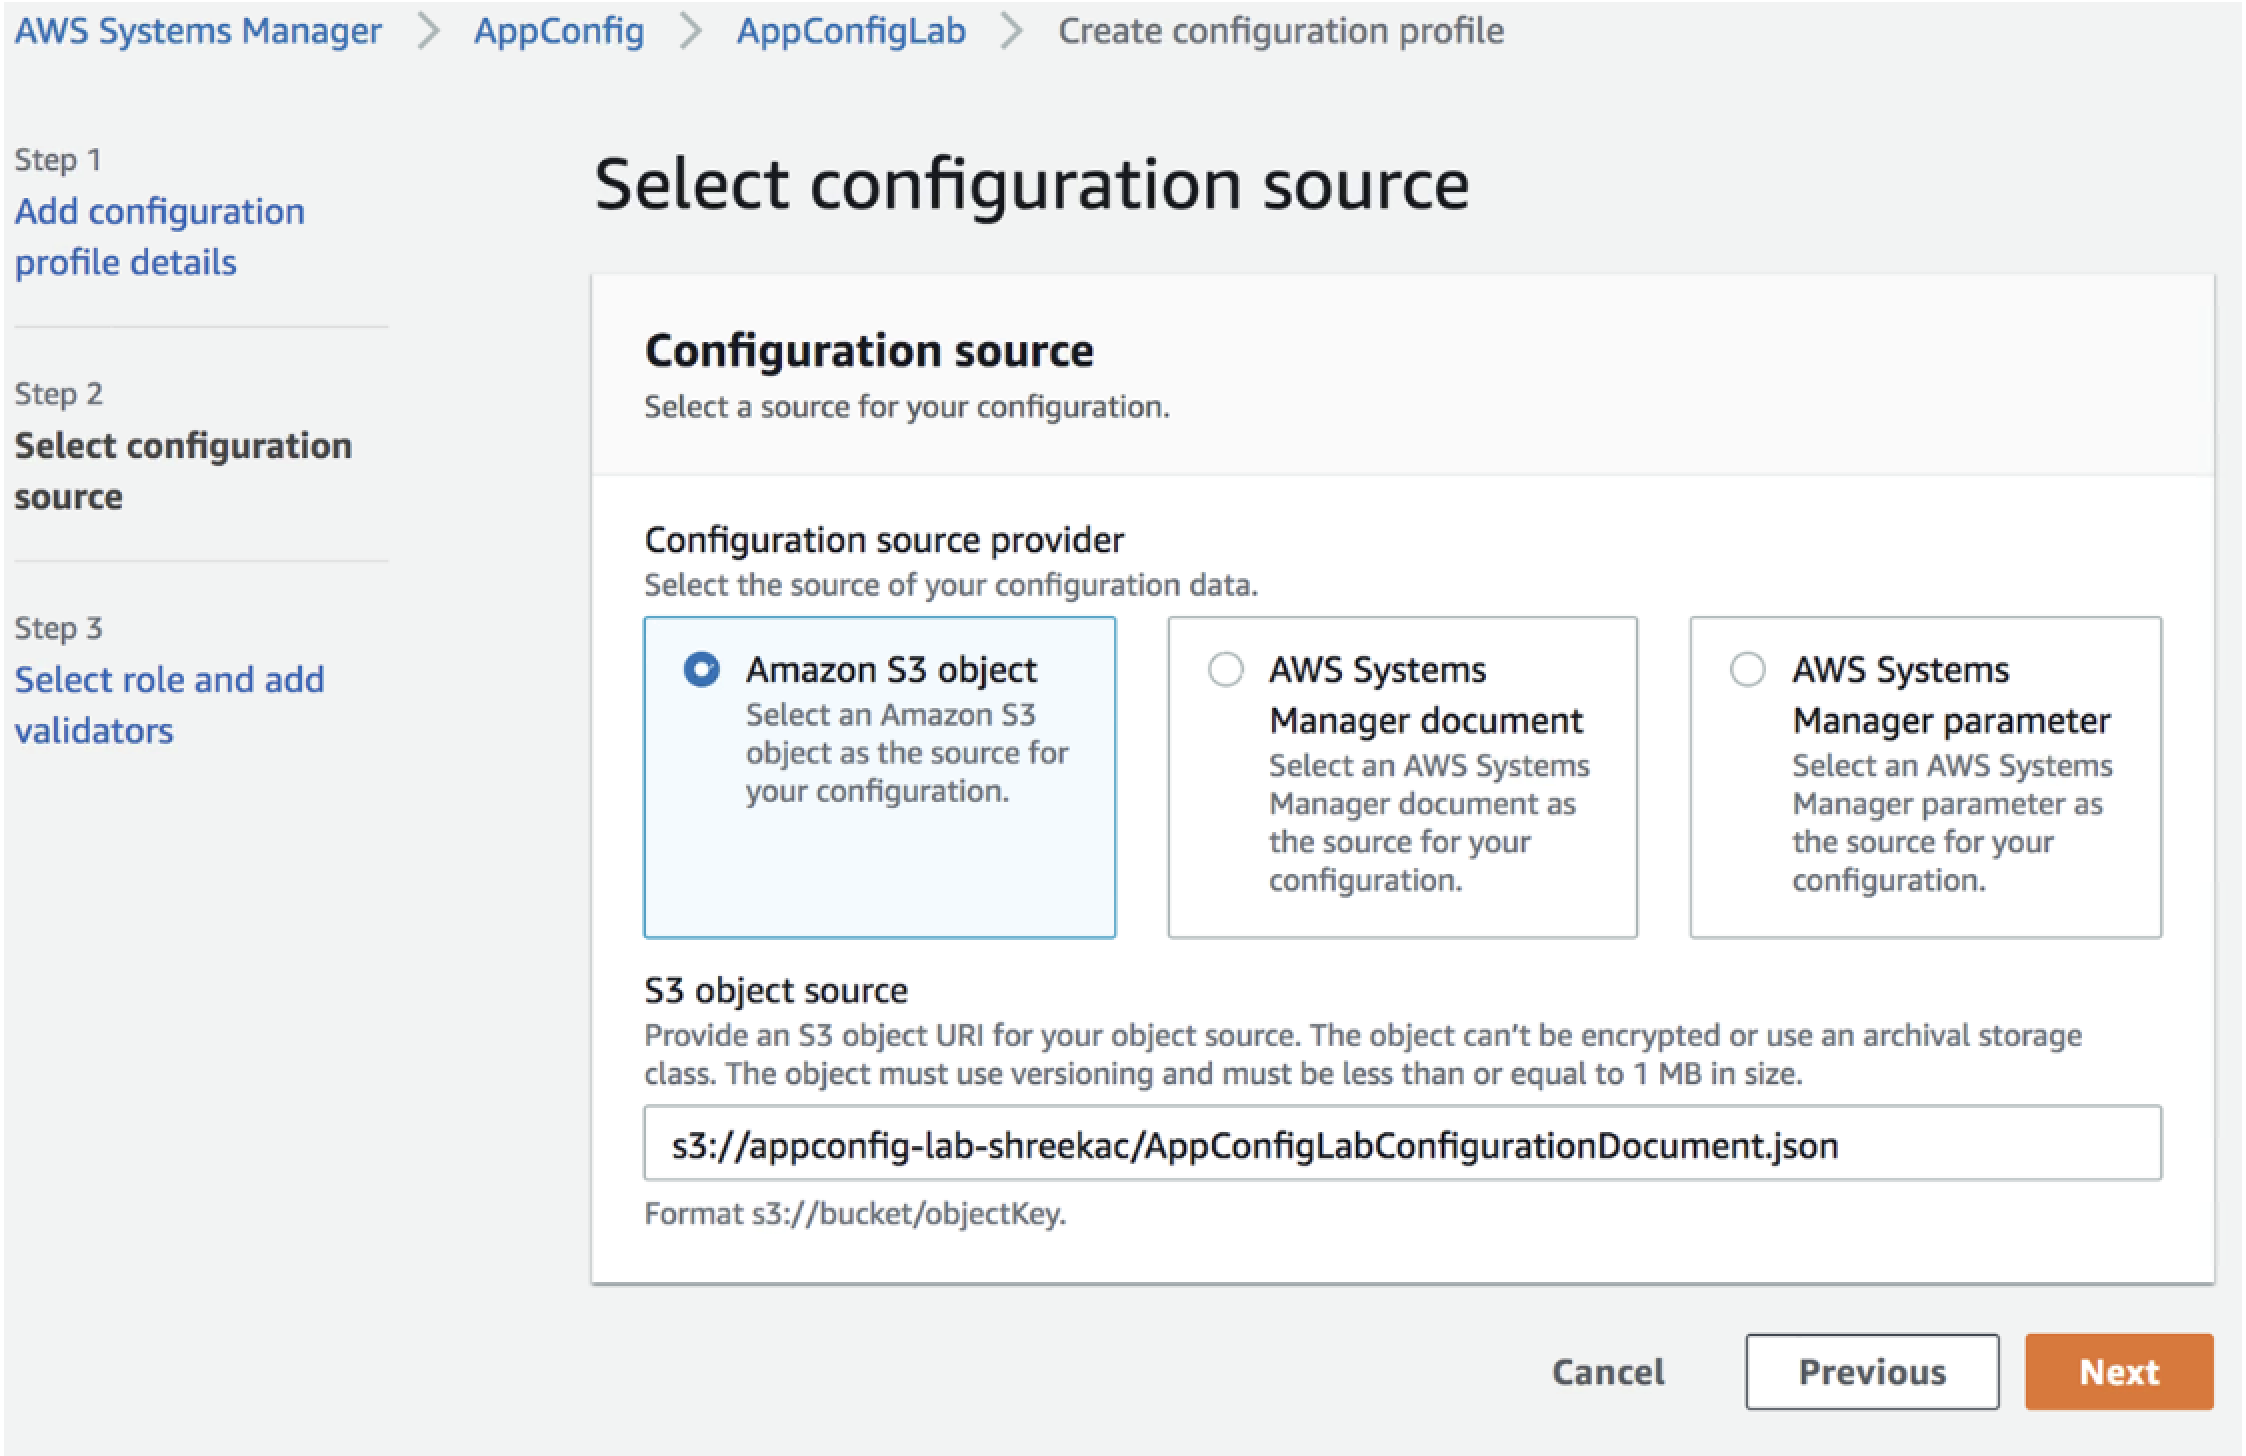 AWS Systems Manager > AppConfig > AppConfigLab > Create configuration profile
Step 1
Add configuration
profile details
Step 2
Select configuration
source
Step 3
Select role and add
validators
Select configuration source
Configuration source
Select a source for your configuration.
Configuration source provider
Select the source of your configuration data.
Amazon S3 object
Select an Amazon S3
object as the source for
your configuration.
AWS Systems
Manager document
Select an AWS Systems
Manager document as
the source for your
configuration.
AWS Systems
Manager parameter
Select an AWS Systems
Manager parameter as
the source for your
configuration.
S3 object source
Provide an S3 object URI for your object source. The object can't be encrypted or use an archival storage
class. The object must use versioning and must be less than or equal to 1 MB in size.
s3://appconfig-lab-shreekac/AppConfigLabConfigurationDocument.json
Format s3://bucket/objectKey.
Cancel
Previous
Next